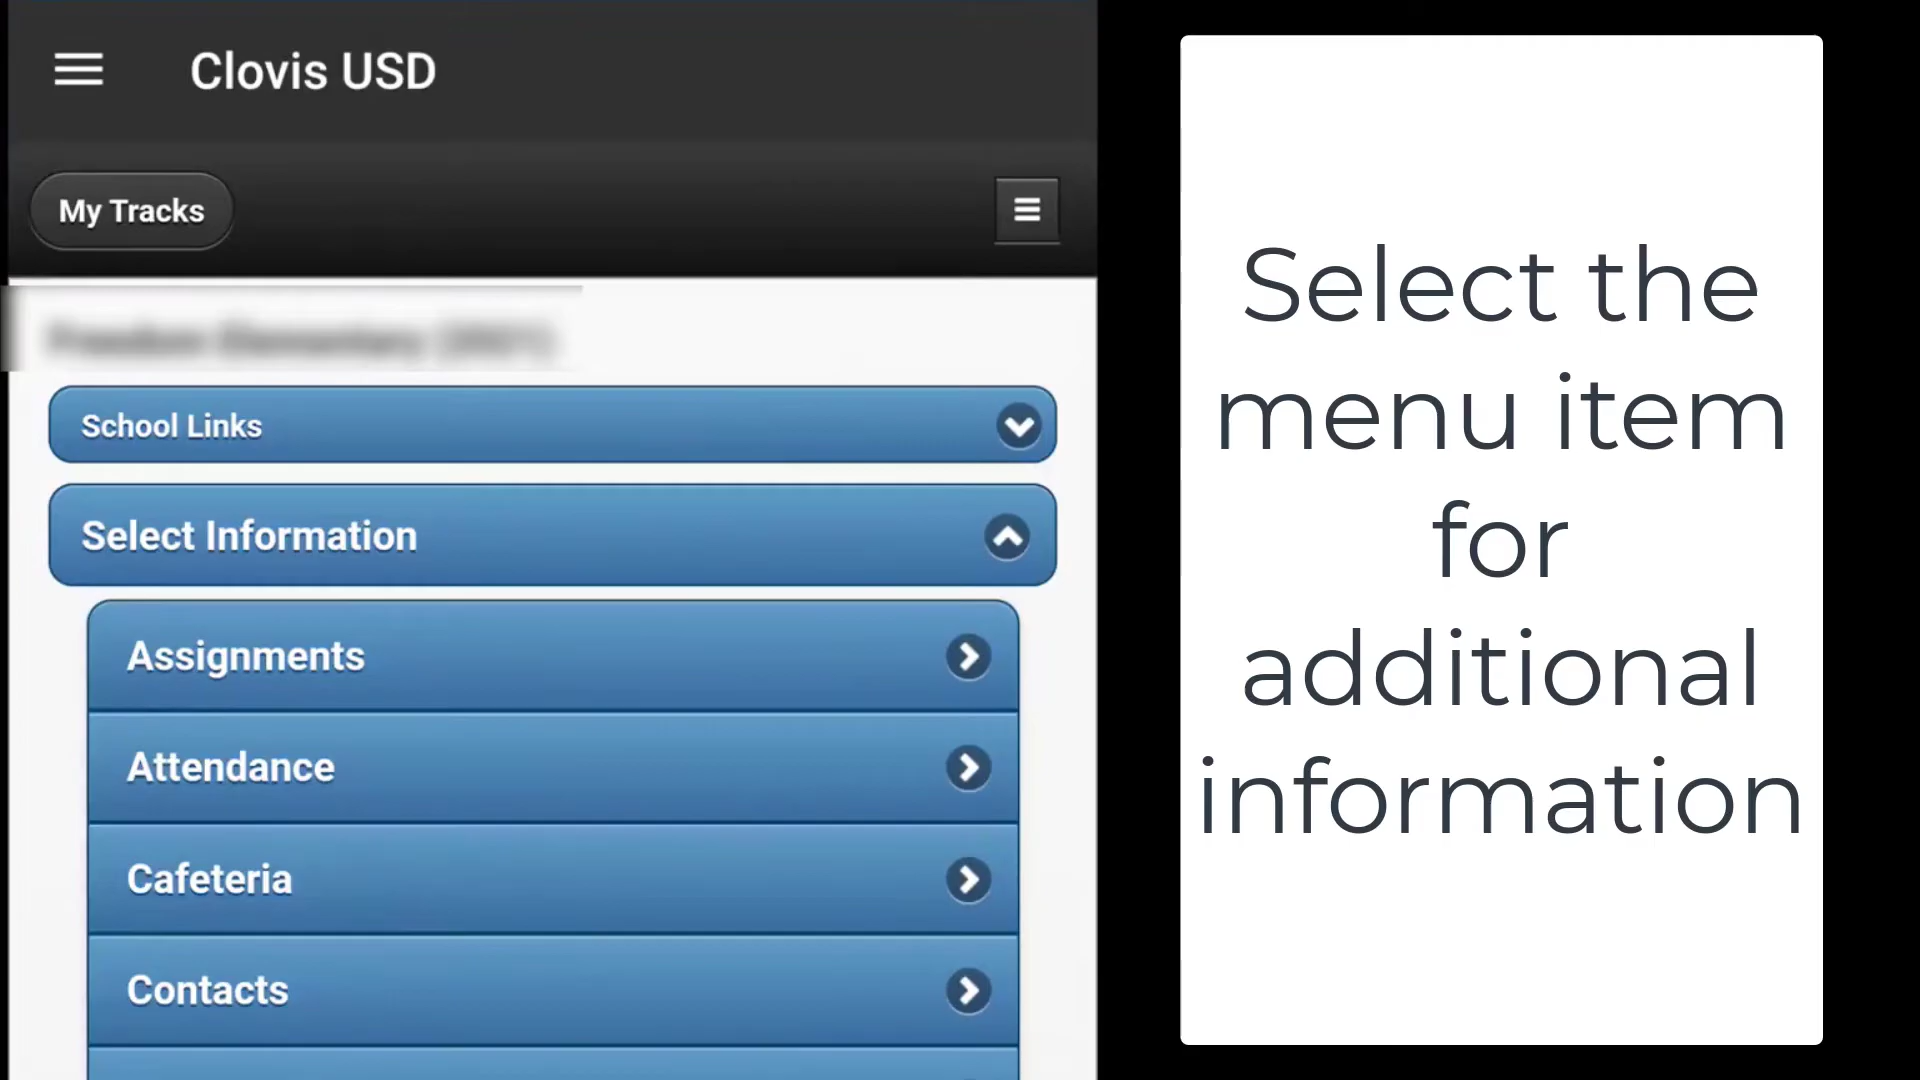 Clovis USD
My Tracks
School Links
Select Information
Assignments
Attendance
Cafeteria
Contacts
Select the
menu item
for
additional
information